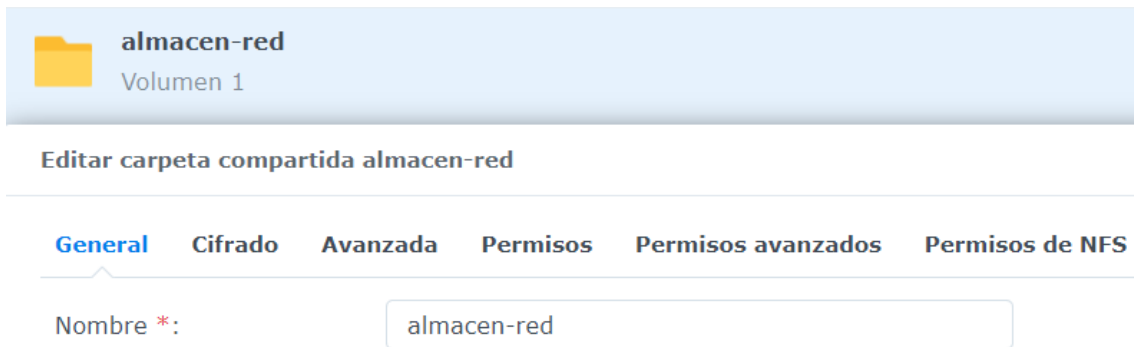 almacen-red
Volumen 1
Editar carpeta compartida almacen-red
General Cifrado Avanzada Permisos Permisos avanzados Permisos de NFS
Nombre *: almacen-red